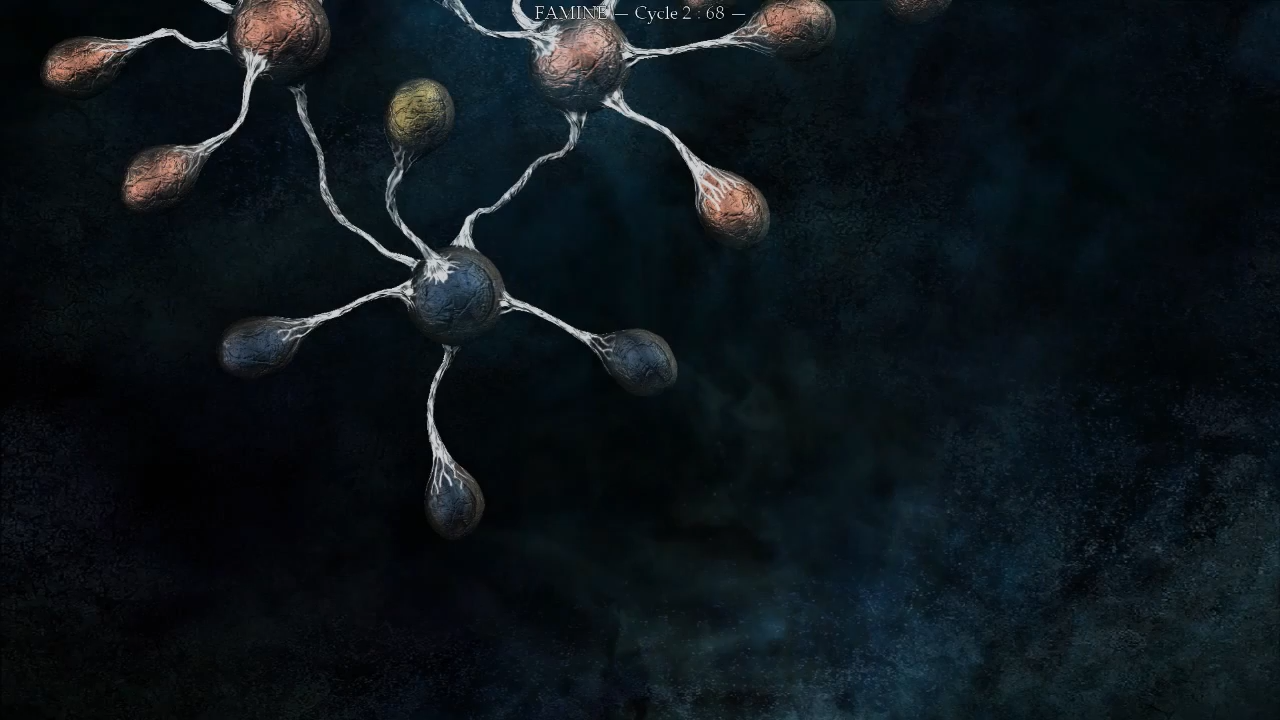 FAMINE — Cycle 2 : 68 —